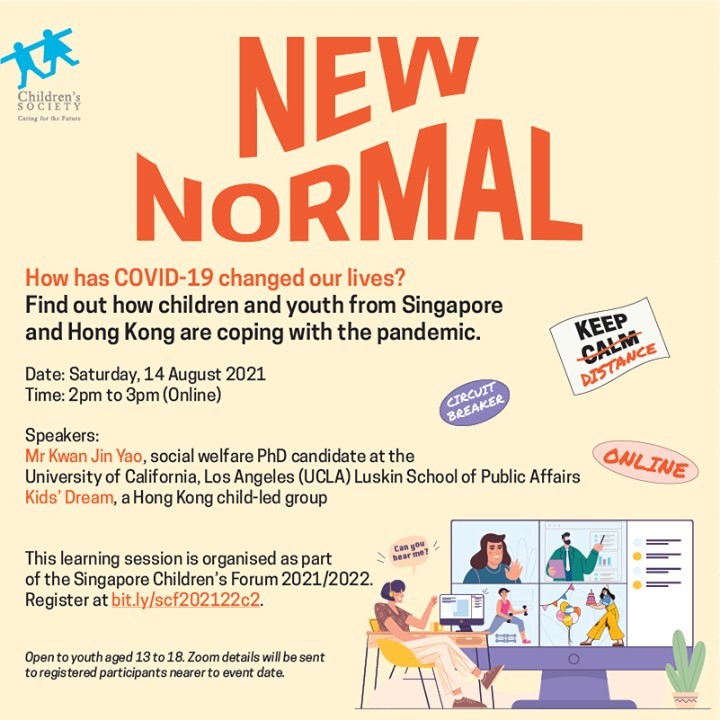 Children's
SOCIETY
Caring for the Future
NEW
NORMAL
How has COVID-19 changed our lives?
Find out how children and youth from Singapore
and Hong Kong are coping with the pandemic.
Date: Saturday, 14 August 2021
Time: 2pm to 3pm (Online)
KEEP
CALM
DISTANCE
CIRCUIT
BREAKER
Speakers:
Mr Kwan Jin Yao, social welfare PhD candidate at the
University of California, Los Angeles (UCLA) Luskin School of Public Affairs
Kids' Dream, a Hong Kong child-led group
ONLINE
This learning session is organised as part
of the Singapore Children's Forum 2021/2022.
Register at bit.ly/scf202122c2.
Can you
hear me?
Open to youth aged 13 to 18. Zoom details will be sent
to registered participants nearer to event date.